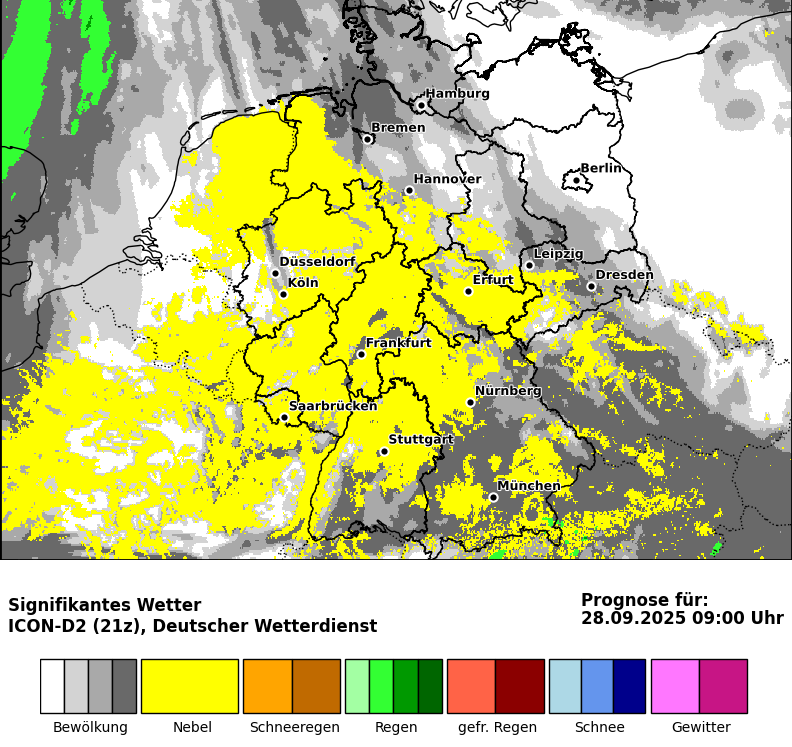 Hamburg
Bremen
Berlin
Hannover
Leipzig
Düsseldorf
Dresden
Köln
Erfurt
Frankfurt
Nürnberg
Saarbrücken
Stuttgart
München
Signifikantes Wetter
ICON-D2 (21z), Deutscher Wetterdienst
Prognose für:
28.09.2025 09:00 Uhr
Bewölkung Nebel Schneeregen Regen gefr. Regen Schnee Gewitter